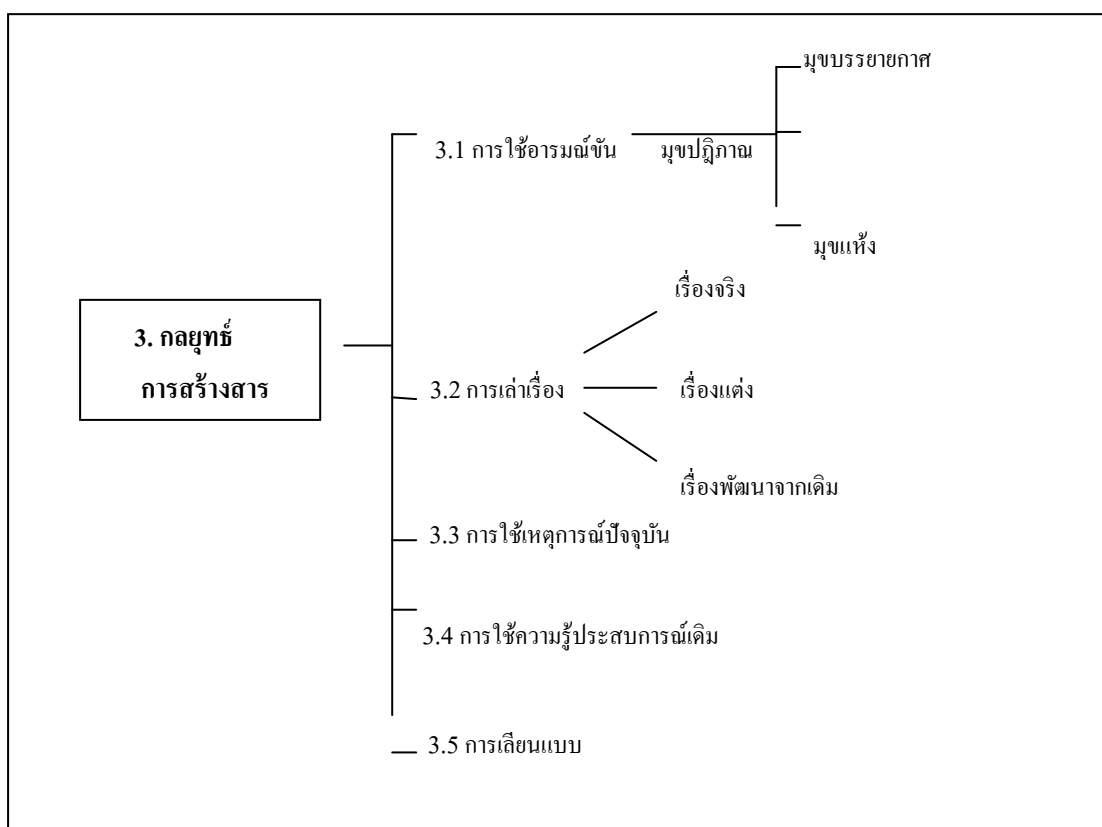 มุขบรรยายกาศ
3.1 การใช้อารมณ์ขัน มุขปฎิภาณ
มุขแห้ง
เรื่องจริง
3. กลยุทธ์
การสร้างสาร
3.2 การเล่าเรื่อง เรื่องแต่ง
เรื่องพัฒนาจากเดิม
3.3 การใช้เหตุการณ์ปัจจุบัน
3.4 การใช้ความรู้ประสบการณ์เดิม
3.5 การเลียนแบบ